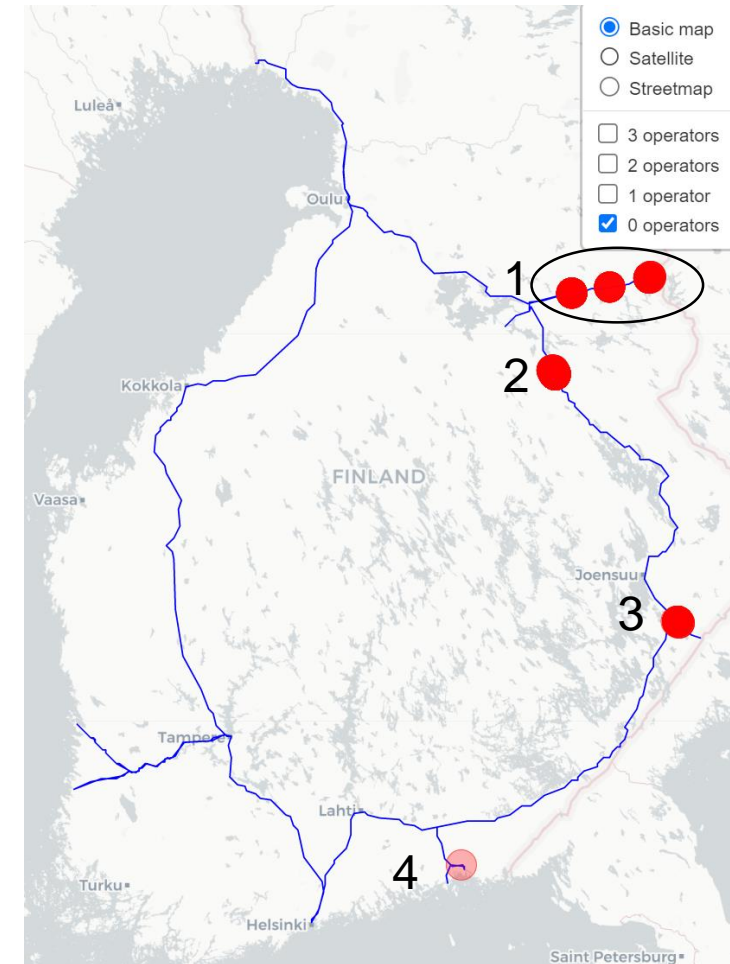 Basic map
Satellite
Streetmap
3 operators
2 operators
1 operator
0 operators
Luleå
Oulu
1
2
Kokkola
FINLAND
Vaasa
Joensuu
3
Tampere
Lahti
4
Turku
Helsinki
Saint Petersburg